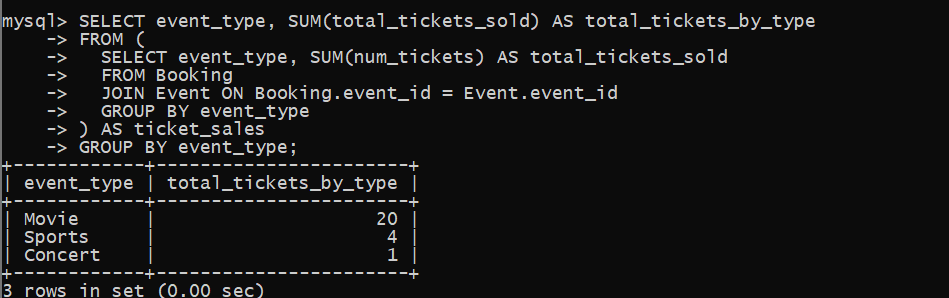 mysql> SELECT event_type, SUM(total_tickets_sold) AS total_tickets_by_type
    -> FROM (
    ->   SELECT event_type, SUM(num_tickets) AS total_tickets_sold
    ->   FROM Booking
    ->   JOIN Event ON Booking.event_id = Event.event_id
    ->   GROUP BY event_type
    -> ) AS ticket_sales
    -> GROUP BY event_type;
+------------+-----------------------+
| event_type | total_tickets_by_type |
+------------+-----------------------+
| Movie      |                    20 |
| Sports     |                     4 |
| Concert    |                     1 |
+------------+-----------------------+
3 rows in set (0.00 sec)